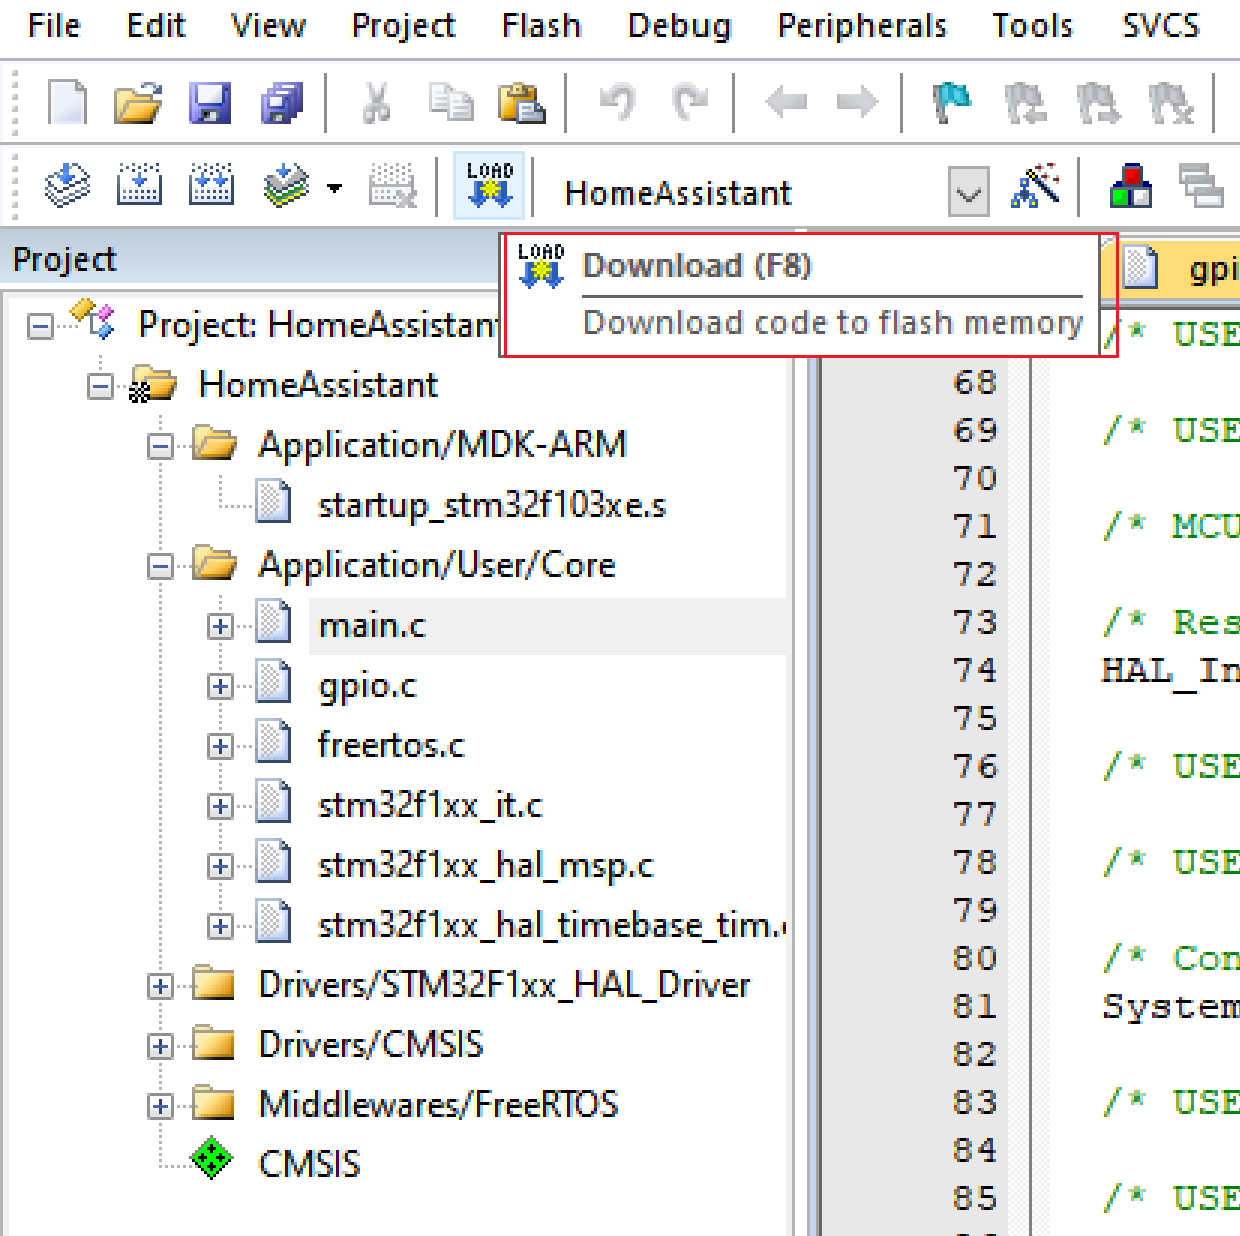 File Edit View Project Flash Debug Peripherals Tools SVCS
LOAD HomeAssistant
Project
LOAD Download (F8)
Download code to flash memory
gpi
Project: HomeAssistant
HomeAssistant
Application/MDK-ARM
startup_stm32f103xe.s
Application/User/Core
main.c
gpio.c
freertos.c
stm32f1xx_it.c
stm32f1xx_hal_msp.c
stm32f1xx_hal_timebase_tim.
Drivers/STM32F1xx_HAL_Driver
Drivers/CMSIS
Middlewares/FreeRTOS
CMSIS
/* USE
68
69 /* USE
70
71 /* MCU
72
73 /* Res
74 HAL_In
75
76 /* USE
77
78 /* USE
79
80 /* Con
81 System
82
83 /* USE
84
85 /* USE